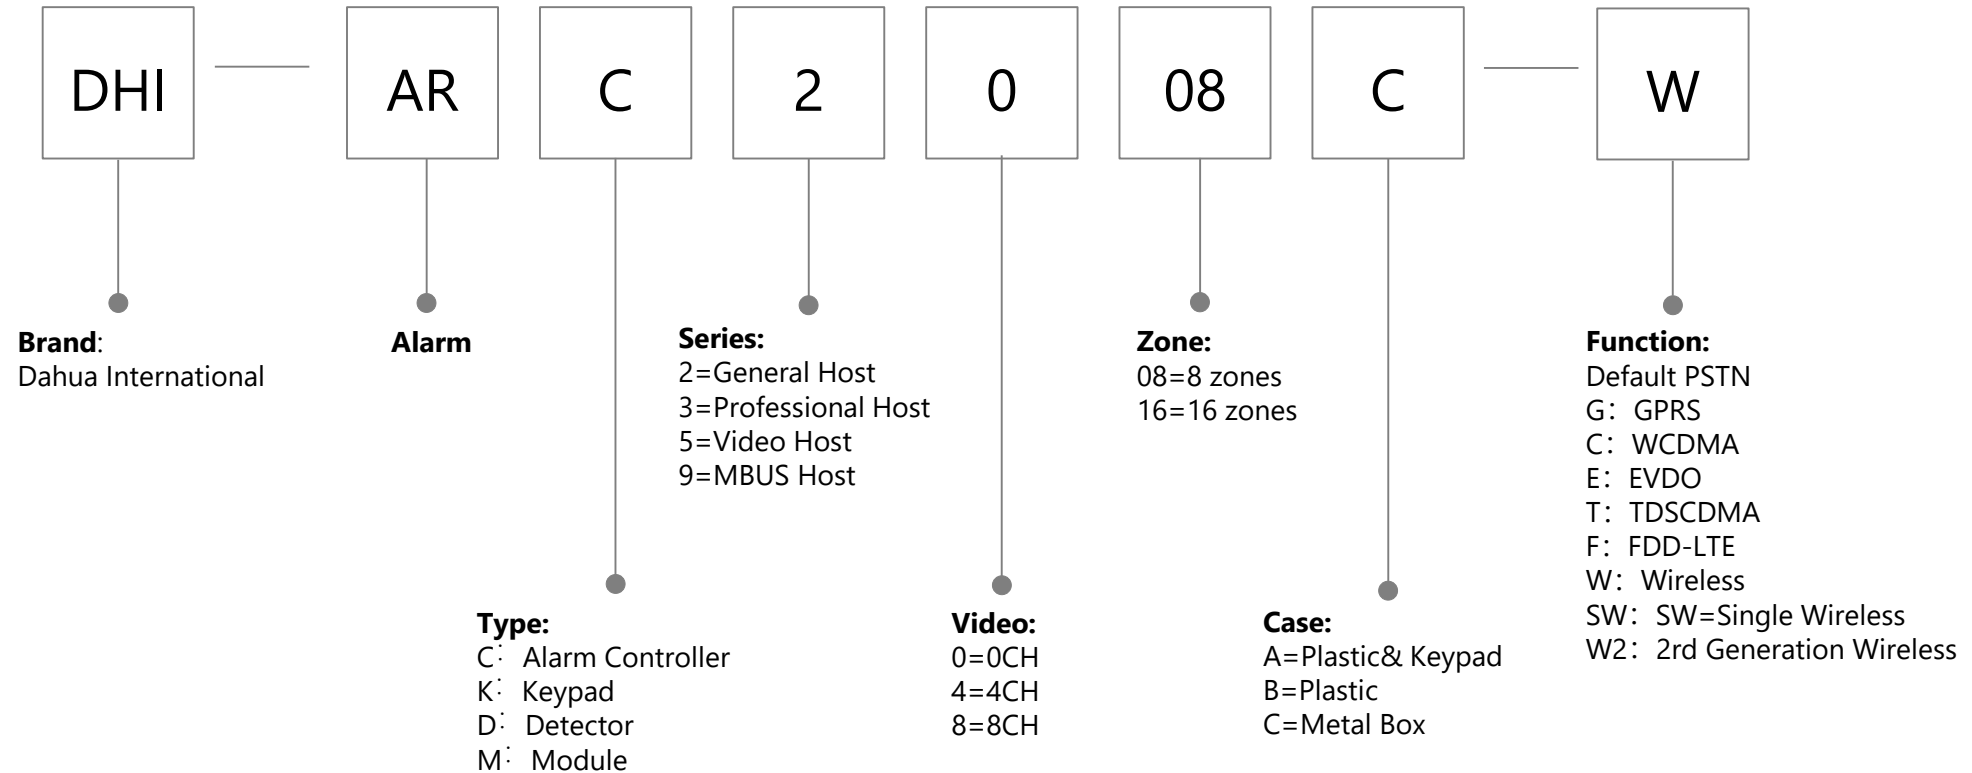 DHI AR C 2 0 08 C W
Brand:
Dahua International
Alarm
Series:
2=General Host
3=Professional Host
5=Video Host
9=MBUS Host
Zone:
08=8 zones
16=16 zones
Function:
Default PSTN
G：GPRS
C：WCDMA
E：EVDO
T：TDSCDMA
F：FDD-LTE
W：Wireless
SW：SW=Single Wireless
W2：2rd Generation Wireless
Type:
C：Alarm Controller
K：Keypad
D：Detector
M：Module
Video:
0=0CH
4=4CH
8=8CH
Case:
A=Plastic& Keypad
B=Plastic
C=Metal Box